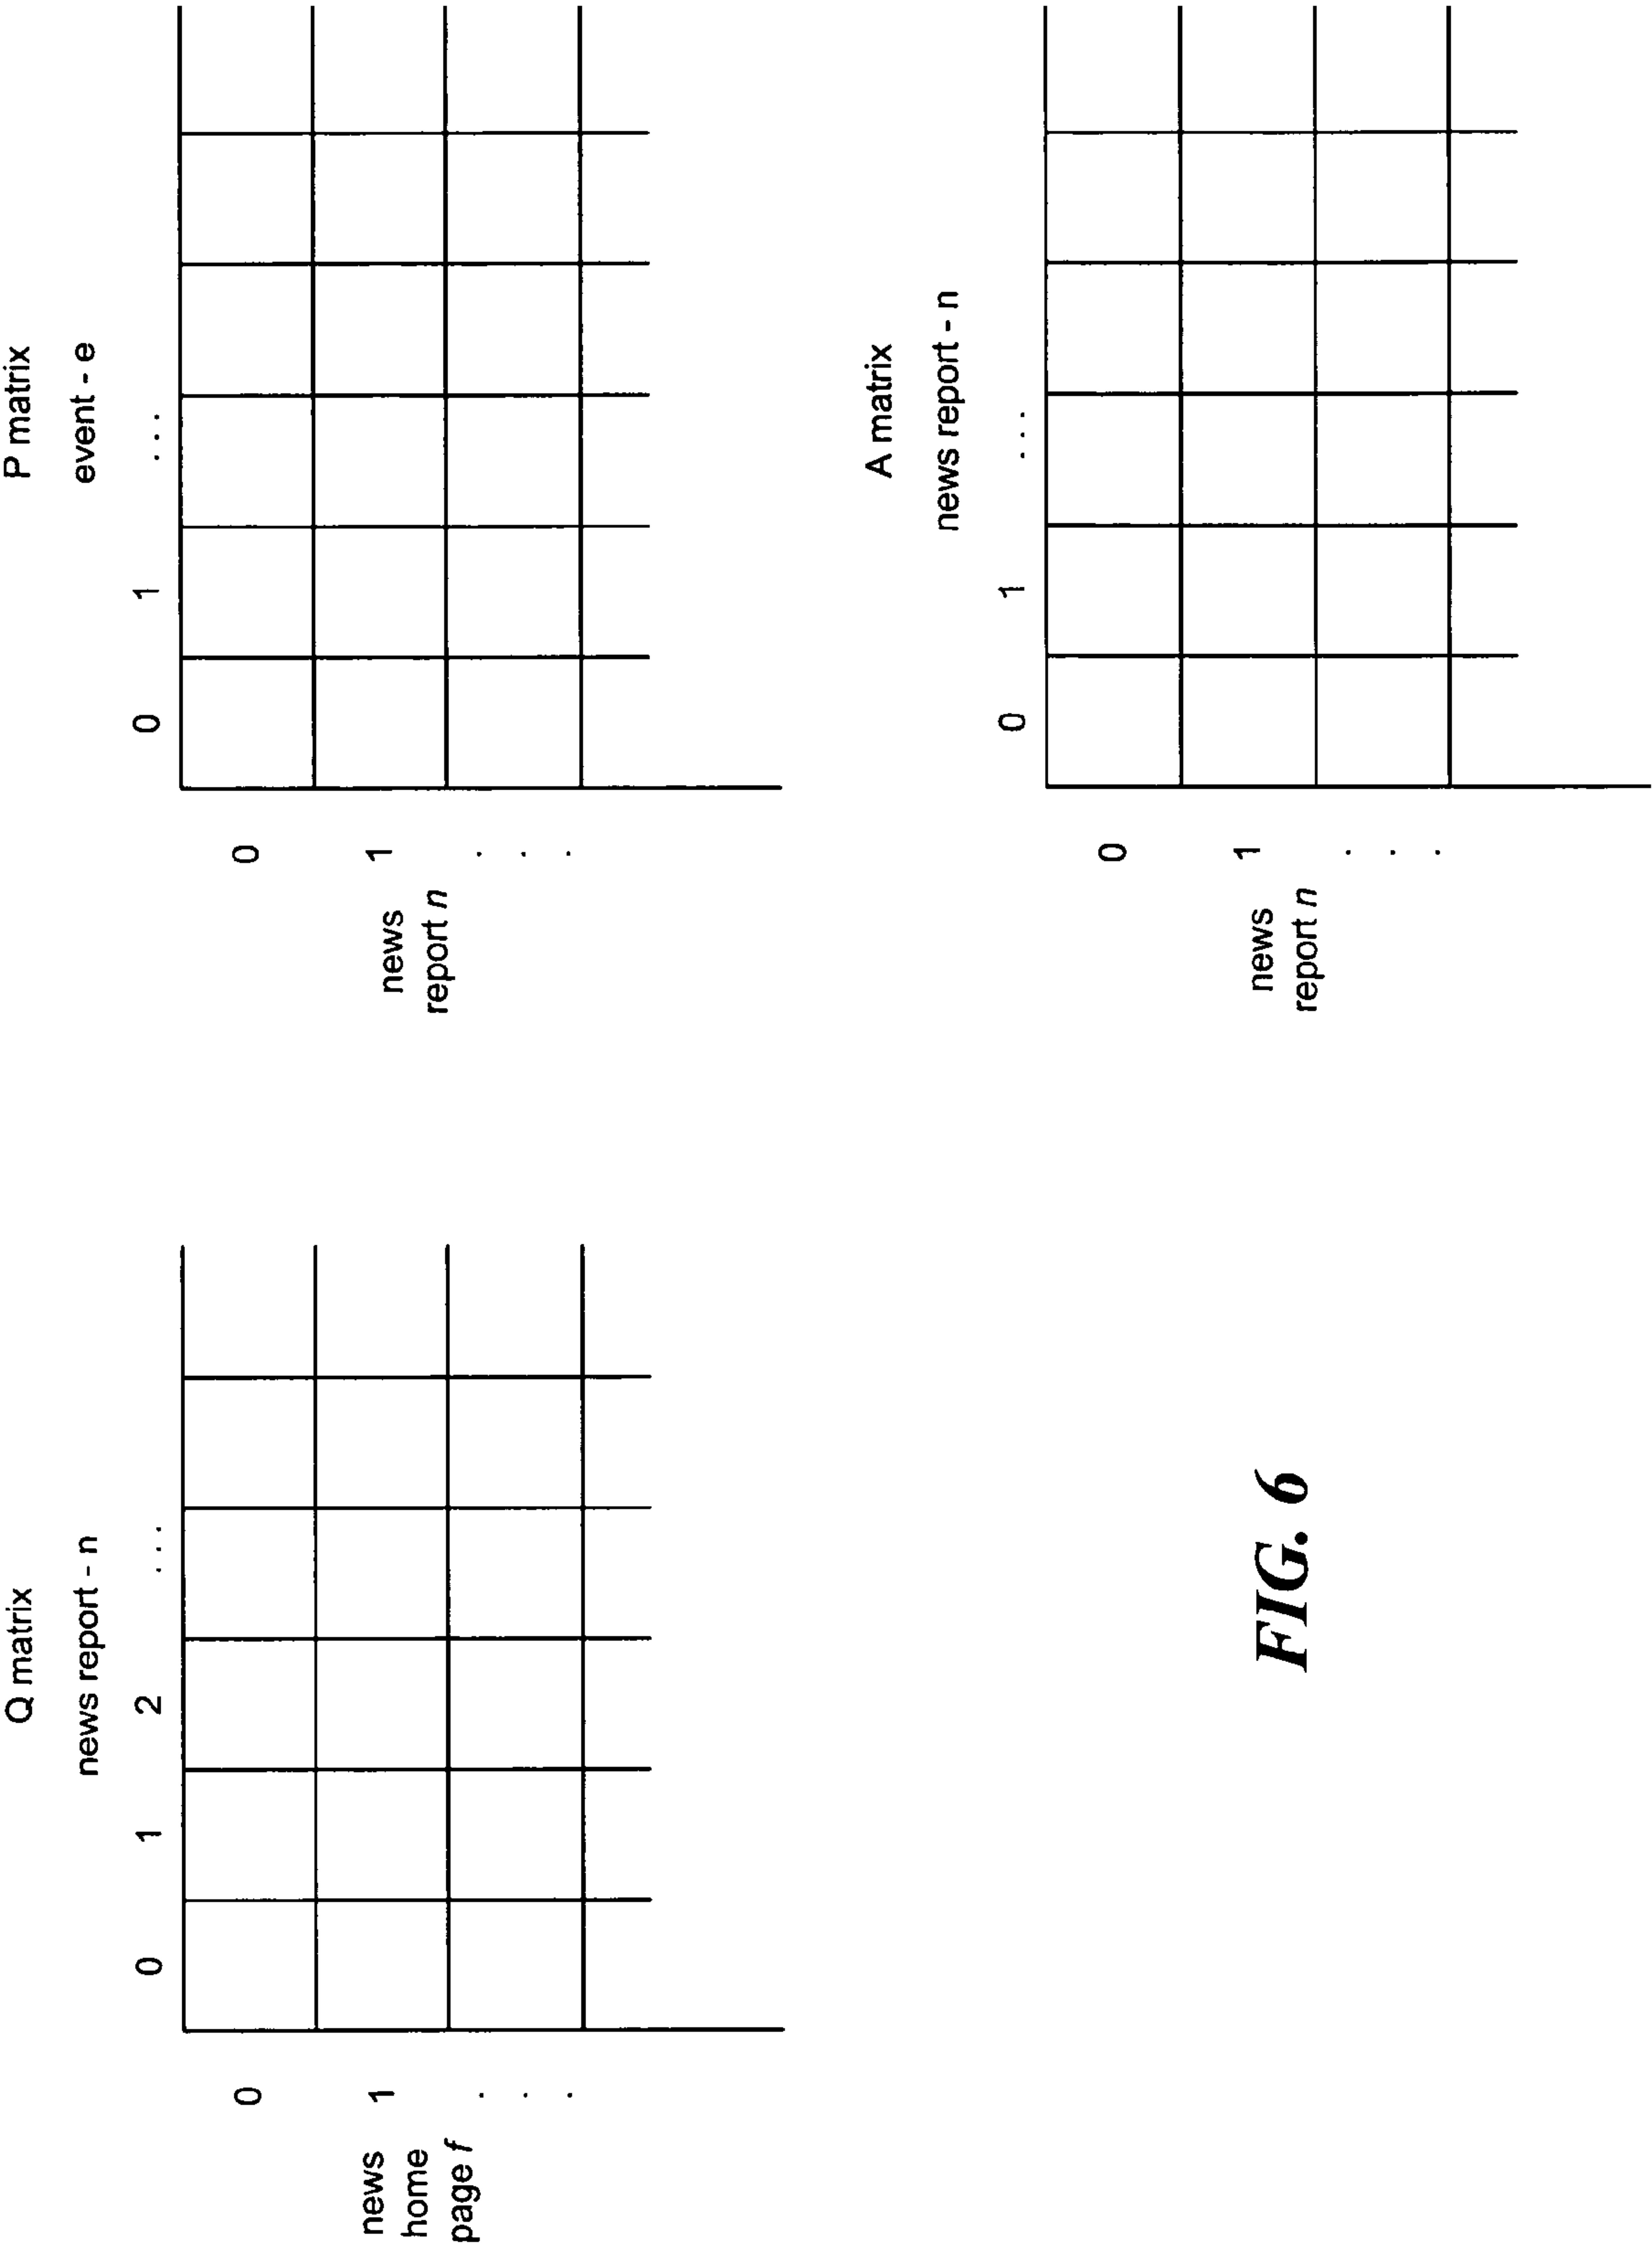 Q matrix
news report - n
0 1 2 ...
0
1
.
.
.
news
home
page f
P matrix
event - e
0 1 ...
0
1
.
.
.
news
report n
A matrix
news report - n
0 1 ...
0
1
.
.
.
news
report n
FIG. 6